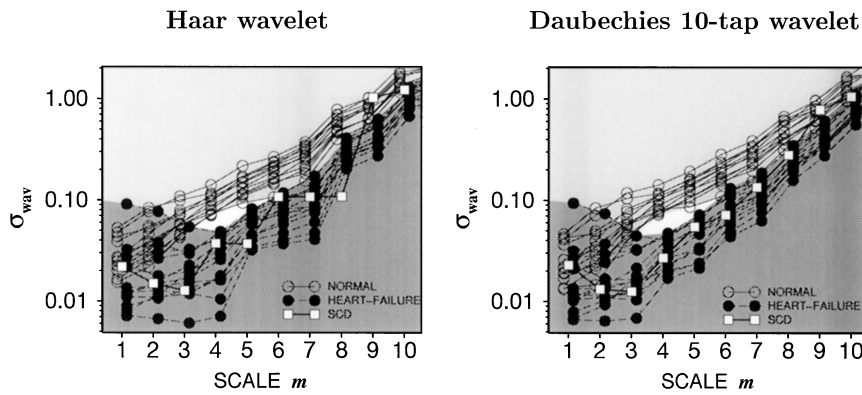 Haar wavelet
Daubechies 10-tap wavelet
1.00
0.10
0.01
σwav
NORMAL
HEART-FAILURE
SCD
1 2 3 4 5 6 7 8 9 10
SCALE m
1.00
0.10
0.01
σwav
NORMAL
HEART-FAILURE
SCD
1 2 3 4 5 6 7 8 9 10
SCALE m